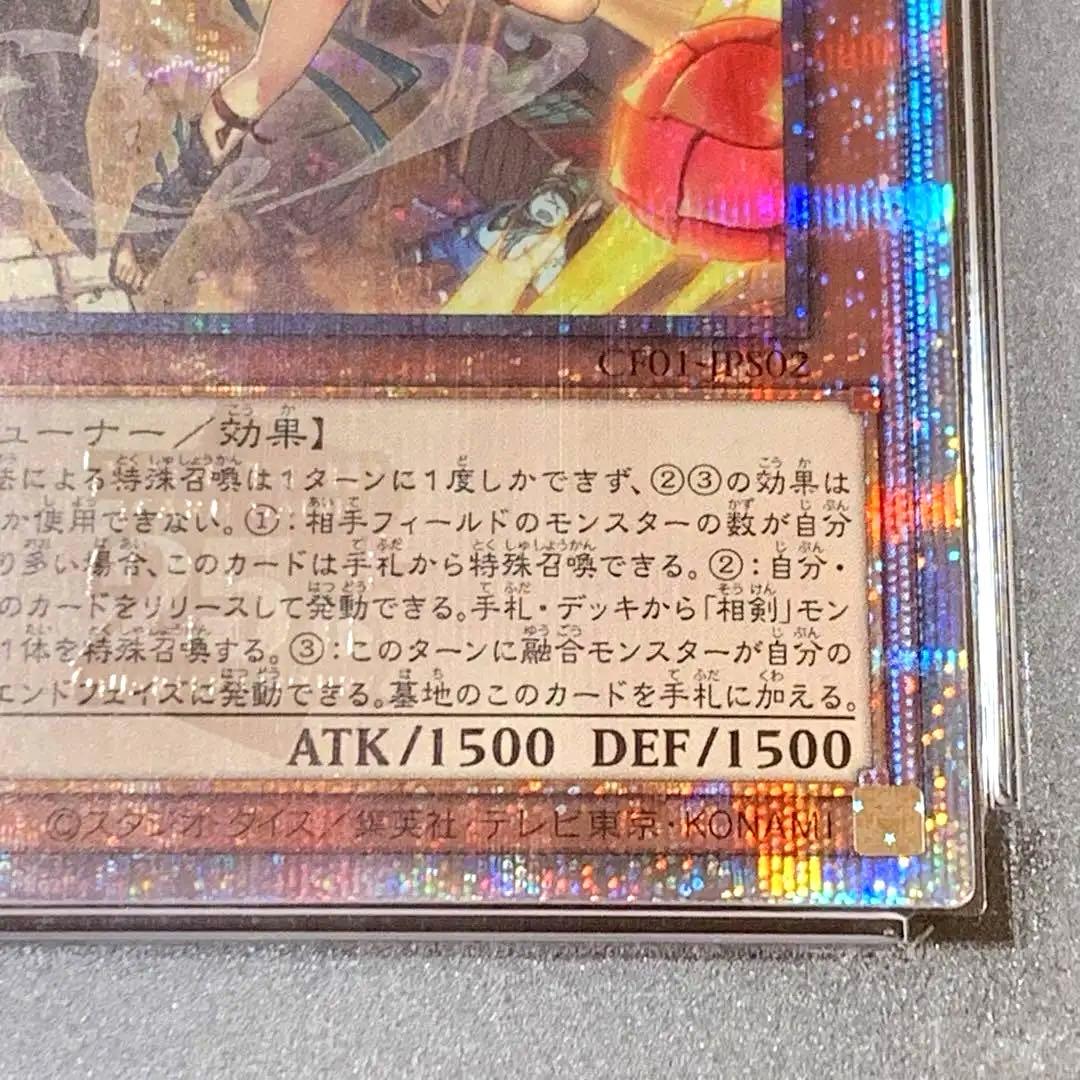 CF01-JPS02
ューナー/効果】
法による特殊召喚は1ターンに1度しかできず、②③の効果は
か使用できない。①:相手フィールドのモンスターの数が自分
り多い場合、このカードは手札から特殊召喚できる。②:自分・
のカードをリリースして発動できる。手札・デッキから「相剣」モン
1体を特殊召喚する。③:このターンに融合モンスターが自分の
エンドフェイズに発動できる。墓地のこのカードを手札に加える。
ATK/1500 DEF/1500
©スタジオ・ダイス/集英社・テレビ東京・KONAMI